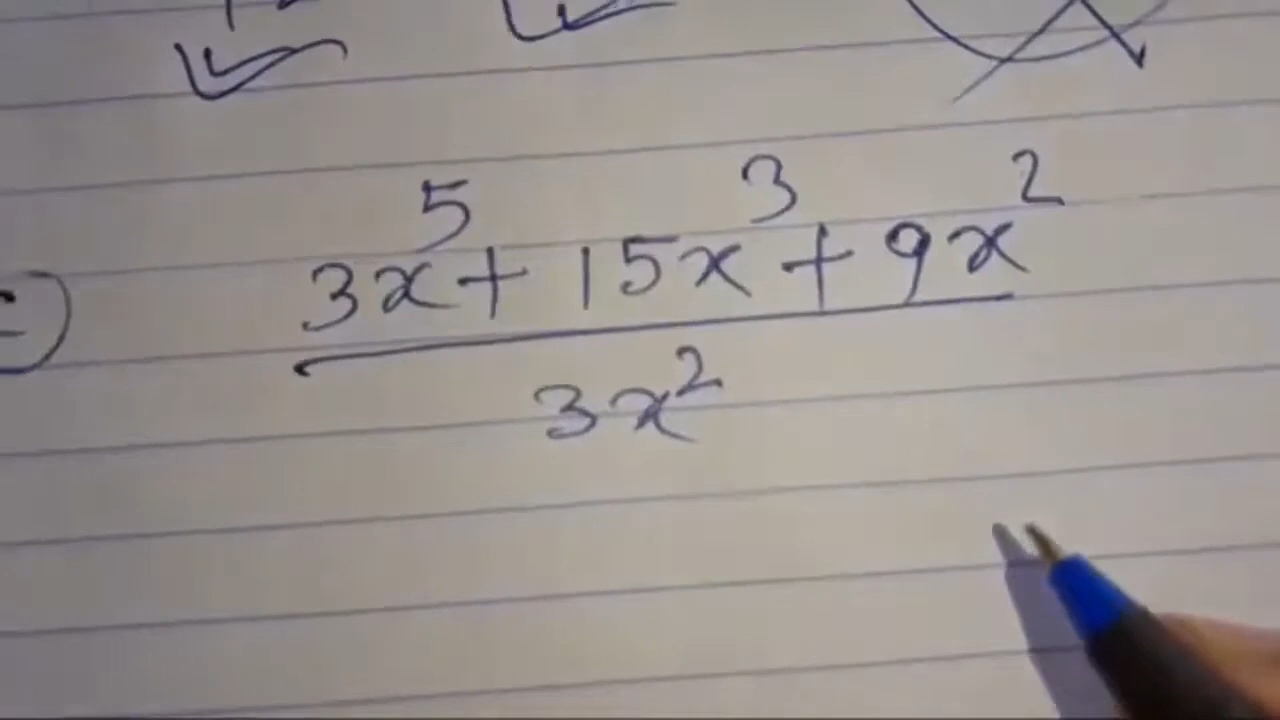 3x⁵ + 15x³ + 9x²
3x²